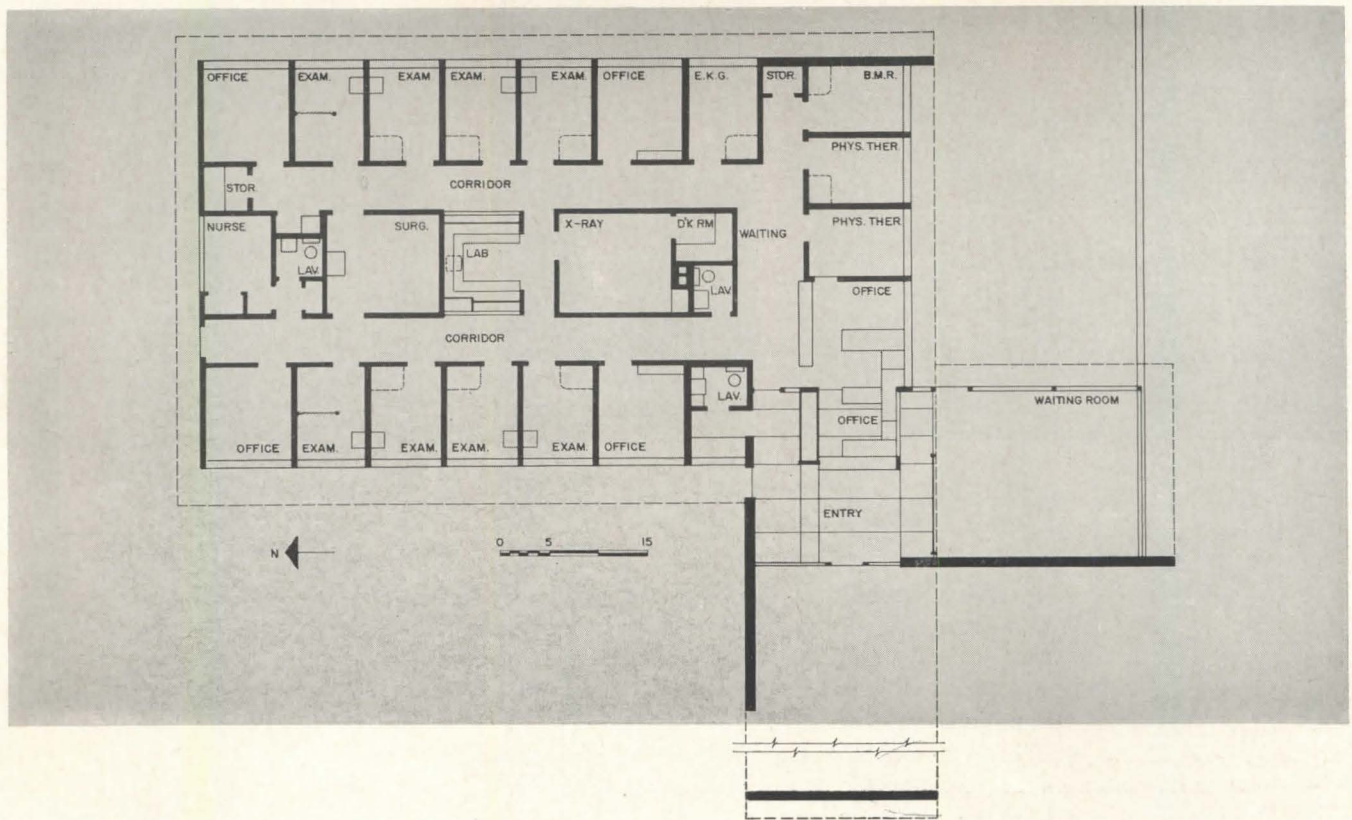 OFFICE
EXAM.
EXAM
EXAM.
EXAM.
OFFICE
E.K.G.
STOR.
B.M.R.
PHYS. THER.
CORRIDOR
STOR.
NURSE
LAV.
SURG.
LAB
X-RAY
D'K RM
LAV.
WAITING
PHYS. THER
OFFICE
CORRIDOR
LAV.
OFFICE
WAITING ROOM
OFFICE
EXAM.
EXAM.
EXAM.
EXAM.
OFFICE
ENTRY
N
0 5 15